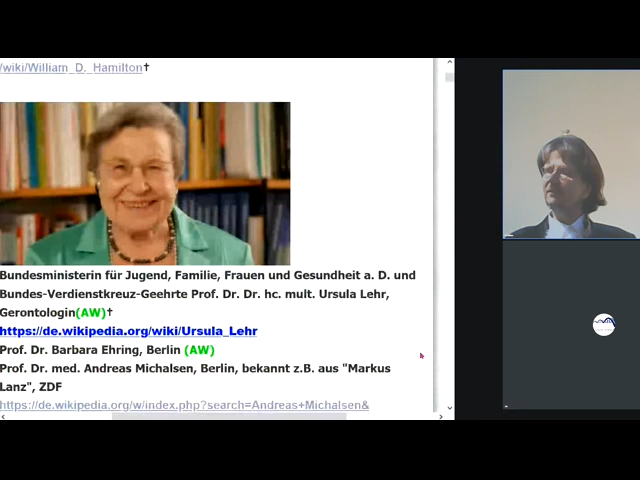 /wiki/William_D._Hamilton✝
Bundesministerin für Jugend, Familie, Frauen und Gesundheit a. D. und
Bundes-Verdienstkreuz-Geehrte Prof. Dr. Dr. hc. mult. Ursula Lehr,
Gerontologin(AW)✝
https://de.wikipedia.org/wiki/Ursula_Lehr
Prof. Dr. Barbara Ehring, Berlin (AW)
Prof. Dr. med. Andreas Michalsen, Berlin, bekannt z.B. aus "Markus
Lanz", ZDF
https://de.wikipedia.org/w/index.php?search=Andreas+Michalsen&